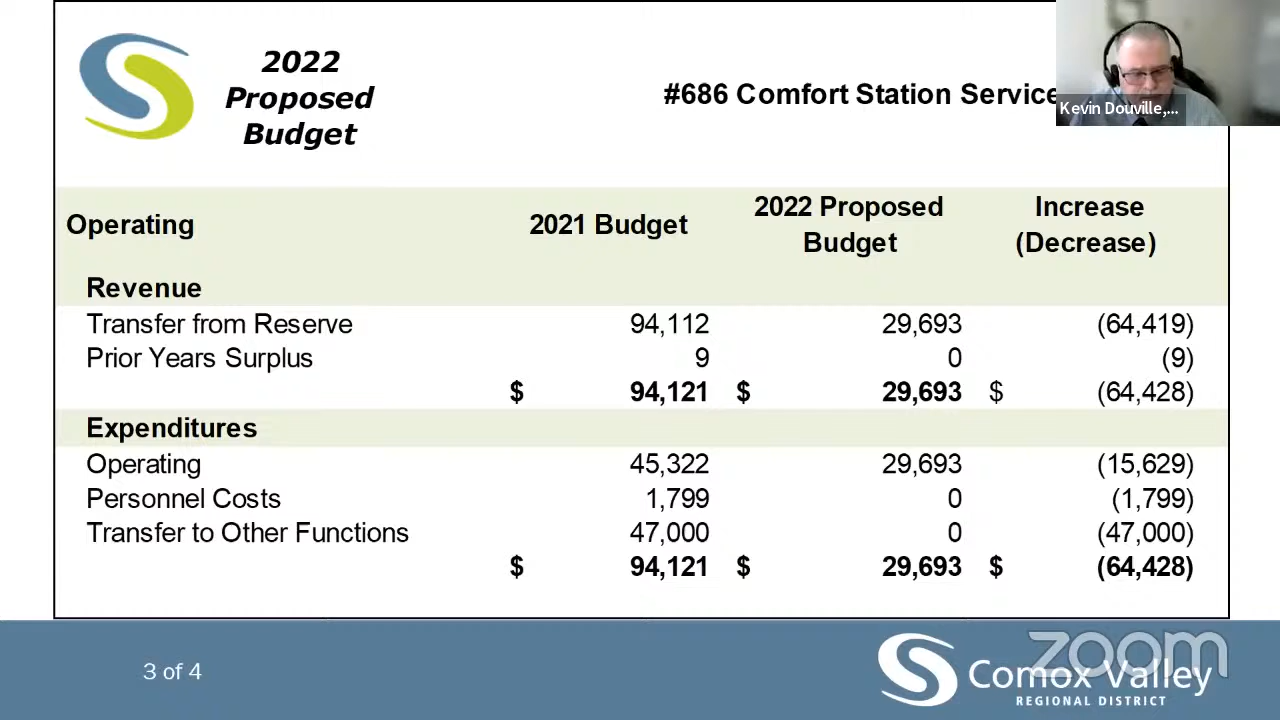 2022
Proposed
Budget
#686 Comfort Station Service
Kevin Douville,...
Operating 2021 Budget 2022 Proposed Budget Increase (Decrease)
Revenue
Transfer from Reserve 94,112 29,693 (64,419)
Prior Years Surplus 9 0 (9)
$ 94,121 $ 29,693 $ (64,428)
Expenditures
Operating 45,322 29,693 (15,629)
Personnel Costs 1,799 0 (1,799)
Transfer to Other Functions 47,000 0 (47,000)
$ 94,121 $ 29,693 $ (64,428)
3 of 4
zoom
Comox Valley
REGIONAL DISTRICT